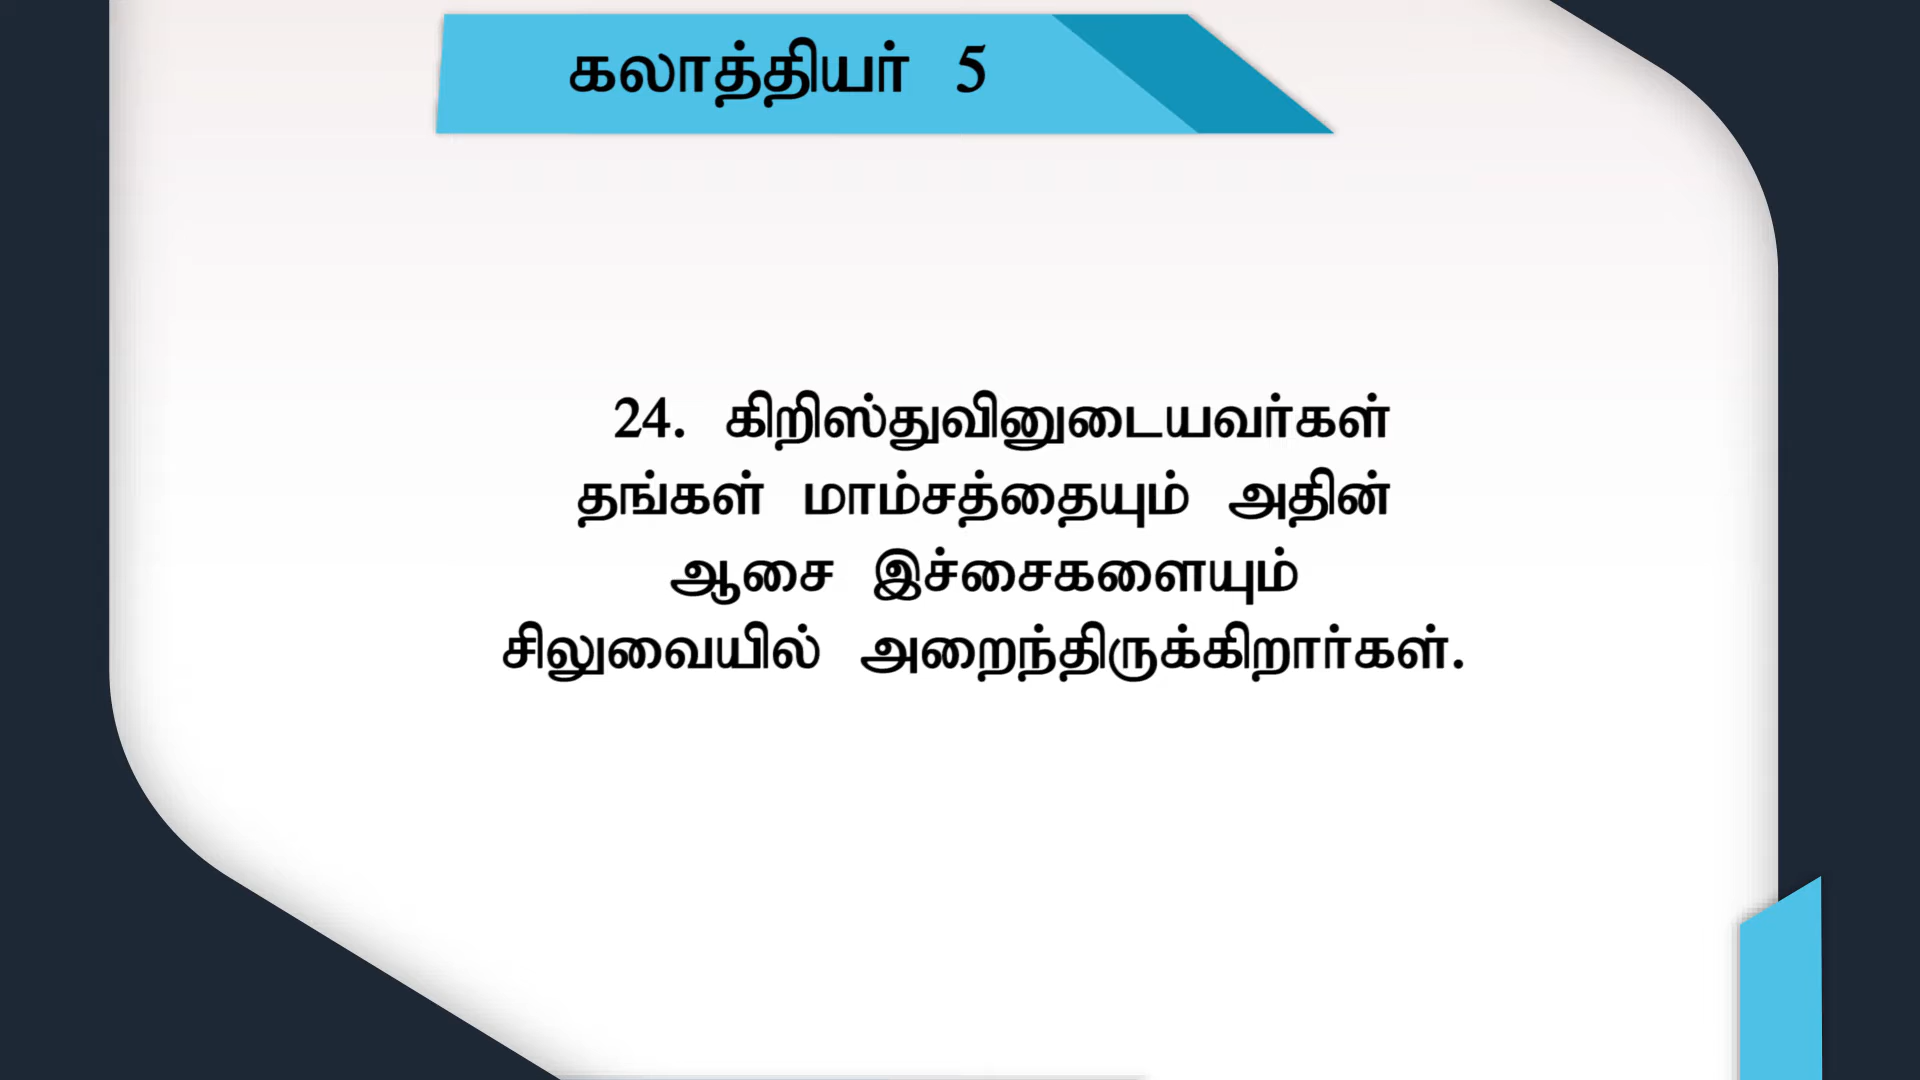 கலாத்தியர் 5
24. கிறிஸ்துவினுடையவர்கள்
தங்கள் மாம்சத்தையும் அதின்
ஆசை இச்சைகளையும்
சிலுவையில் அறைந்திருக்கிறார்கள்.